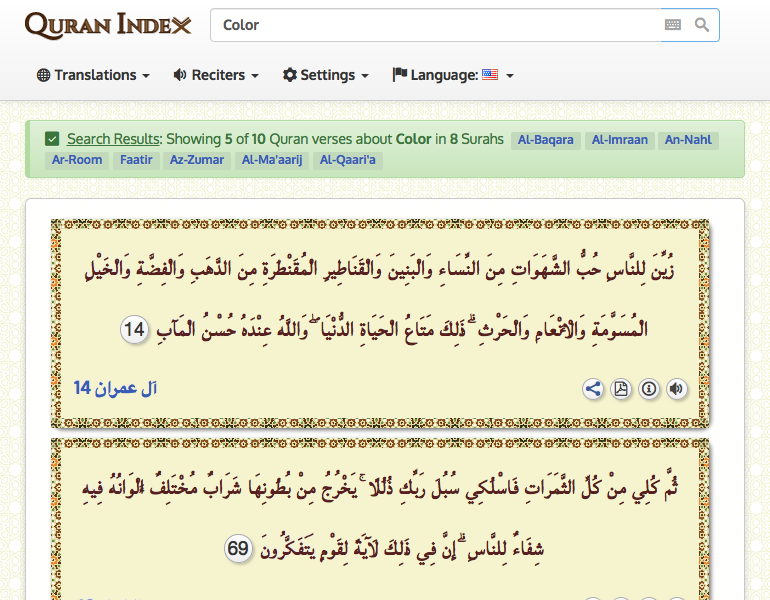 QURAN INDEX
Color
Translations
Reciters
Settings
Language:
Search Results: Showing 5 of 10 Quran verses about Color in 8 Surahs Al-Baqara Al-Imraan An-Nahl
Ar-Room Faatir Az-Zumar Al-Ma'aarij Al-Qaari'a
زُيِّنَ لِلنَّاسِ حُبُّ الشَّهَوَاتِ مِنَ النِّسَاءِ وَالْبَنِينَ وَالْقَنَاطِيرِ الْمُقَنْطَرَةِ مِنَ الذَّهَبِ وَالْفِضَّةِ وَالْخَيْلِ
الْمُسَوَّمَةِ وَالْأَنْعَامِ وَالْحَرْثِ ۗ ذَٰلِكَ مَتَاعُ الْحَيَاةِ الدُّنْيَا ۖ وَاللَّهُ عِنْدَهُ حُسْنُ الْمَآبِ 14
آل عمران 14
ثُمَّ كُلِي مِنْ كُلِّ الثَّمَرَاتِ فَاسْلُكِي سُبُلَ رَبِّكِ ذُلُلًا ۚ يَخْرُجُ مِنْ بُطُونِهَا شَرَابٌ مُخْتَلِفٌ أَلْوَانُهُ فِيهِ
شِفَاءٌ لِلنَّاسِ ۗ إِنَّ فِي ذَٰلِكَ لَآيَةً لِقَوْمٍ يَتَفَكَّرُونَ 69